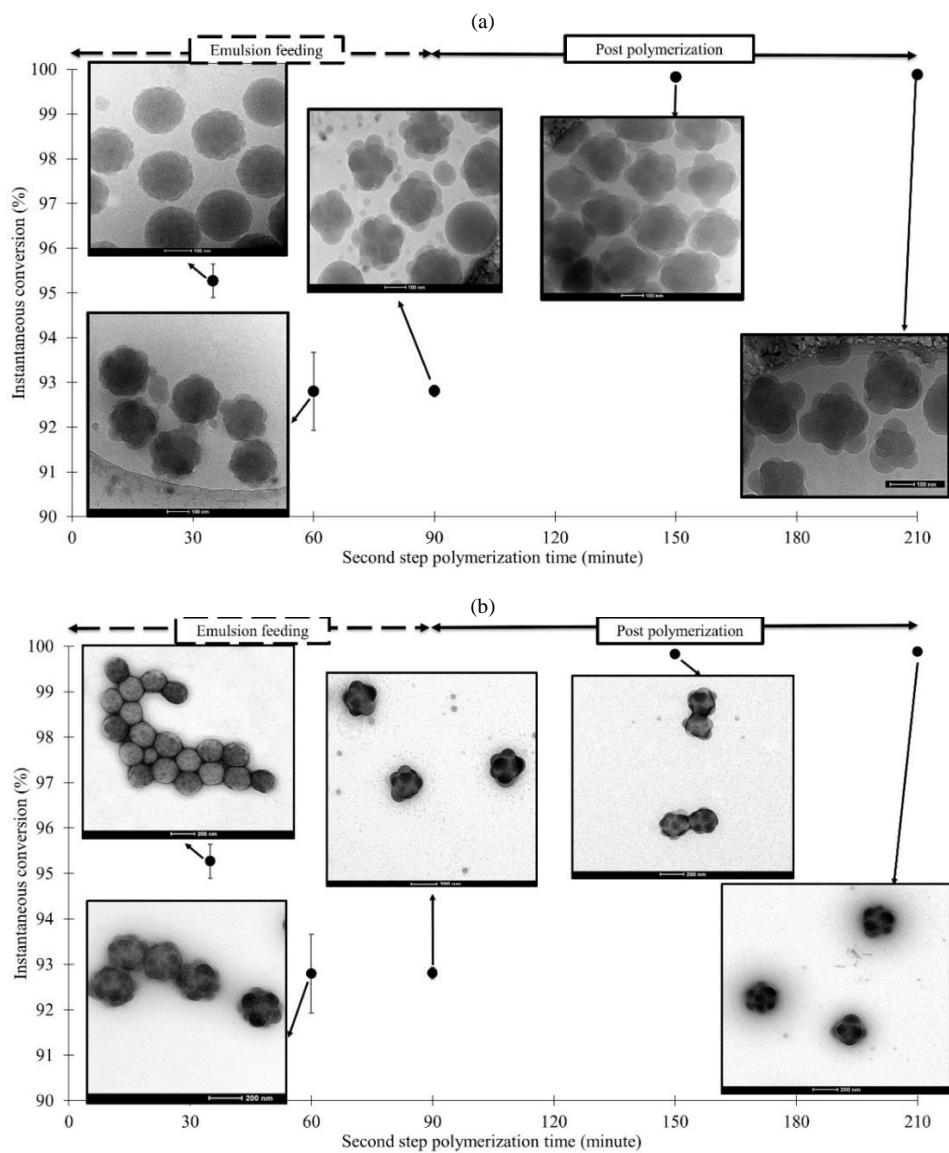 (a)
Emulsion feeding
Post polymerization
100
99
98
97
96
95
94
93
92
91
90
Instantaneous conversion (%)
100 nm
100 nm
100 nm
100 nm
100 nm
0 30 60 90 120 150 180 210
Second step polymerization time (minute)
(b)
Emulsion feeding
Post polymerization
100
99
98
97
96
95
94
93
92
91
90
Instantaneous conversion (%)
200 nm
200 nm
200 nm
200 nm
200 nm
0 30 60 90 120 150 180 210
Second step polymerization time (minute)